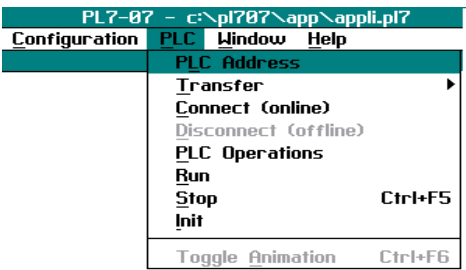 PL7-07 - c:\pl707\app\appli.pl7
Configuration PLC Window Help
PLC Address
Transfer
Connect (online)
Disconnect (offline)
PLC Operations
Run
Stop Ctrl+F5
Init
Toggle Animation Ctrl+F6